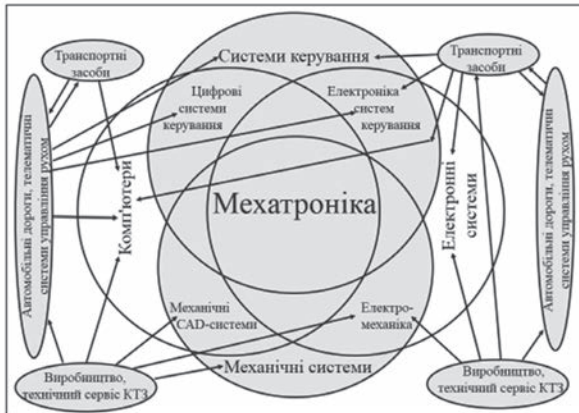 Транспортні
засоби
Системи керування
Транспортні
засоби
Цифрові
системи
керування
Електроніка
систем
керування
Автомобільні дороги, телематичні
системи управління рухом
Комп'ютери
Мехатроніка
Електронні
системи
Автомобільні дороги, телематичні
системи управління рухом
Механічні
CAD-системи
Електро-
механіка
Механічні системи
Виробництво,
технічний сервіс КТЗ
Виробництво,
технічний сервіс КТЗ